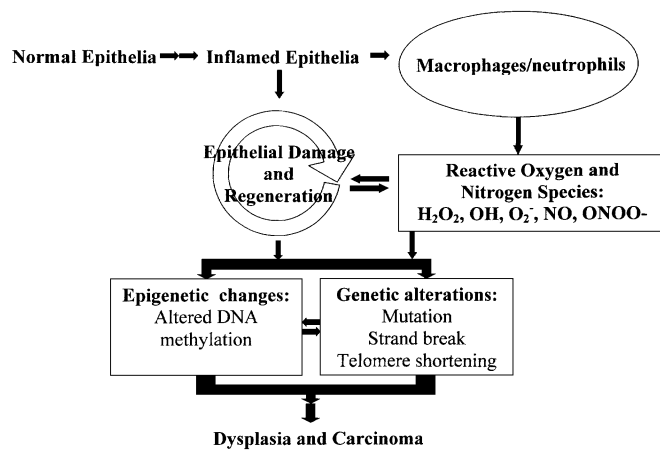 Normal Epithelia
Inflamed Epithelia
Macrophages/neutrophils
Epithelial Damage
and
Regeneration
Reactive Oxygen and
Nitrogen Species:
H₂O₂, OH, O₂⁻, NO, ONOO-
Epigenetic changes:
Altered DNA
methylation
Genetic alterations:
Mutation
Strand break
Telomere shortening
Dysplasia and Carcinoma